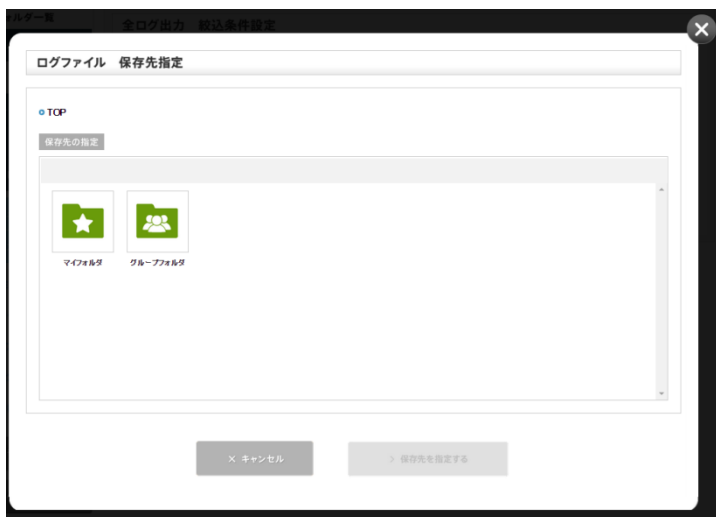 ルダ一覧
全ログ出力 絞込条件設定
ログファイル 保存先指定
TOP
保存先の指定
マイフォルダ
グループフォルダ
× キャンセル
> 保存先を指定する